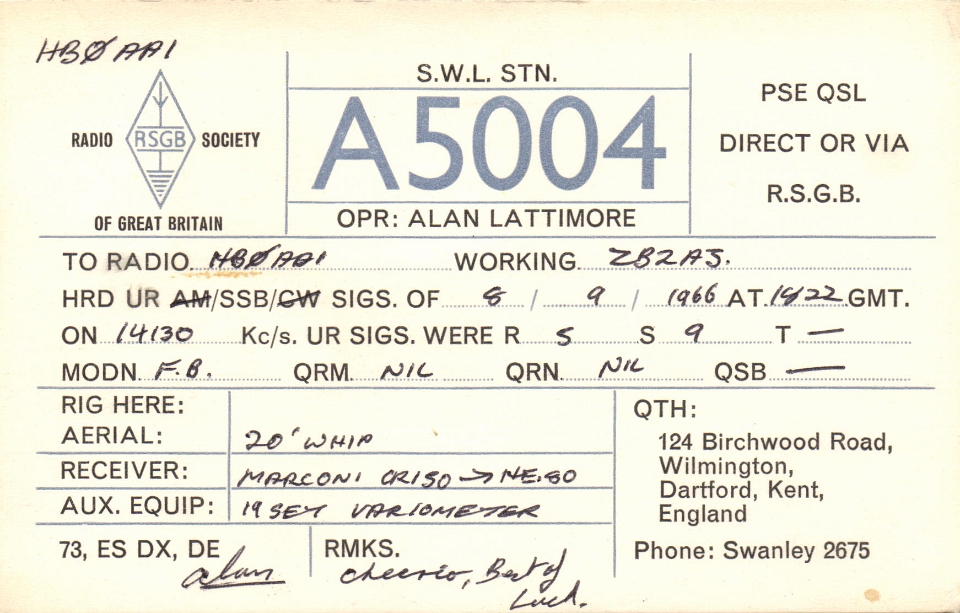 HBØAAI
RADIO RSGB SOCIETY
OF GREAT BRITAIN
S.W.L. STN.
A5004
OPR: ALAN LATTIMORE
PSE QSL
DIRECT OR VIA
R.S.G.B.
TO RADIO HBØAAI WORKING ZB2AJ.
HRD UR AM/SSB/CW SIGS. OF 8 / 9 / 1966 AT 1822 GMT.
ON 14130 Kc/s. UR SIGS. WERE R 5 S 9 T —
MODN F.B. QRM. NIL QRN. NIL QSB —
RIG HERE:
AERIAL: 20' WHIP
RECEIVER: MARCONI CR150 → NE.80
AUX. EQUIP: 19 SET VARIOMETER
QTH:
124 Birchwood Road,
Wilmington,
Dartford, Kent,
England
Phone: Swanley 2675
73, ES DX, DE Alan
RMKS. Cheerio, Best of
Luck.